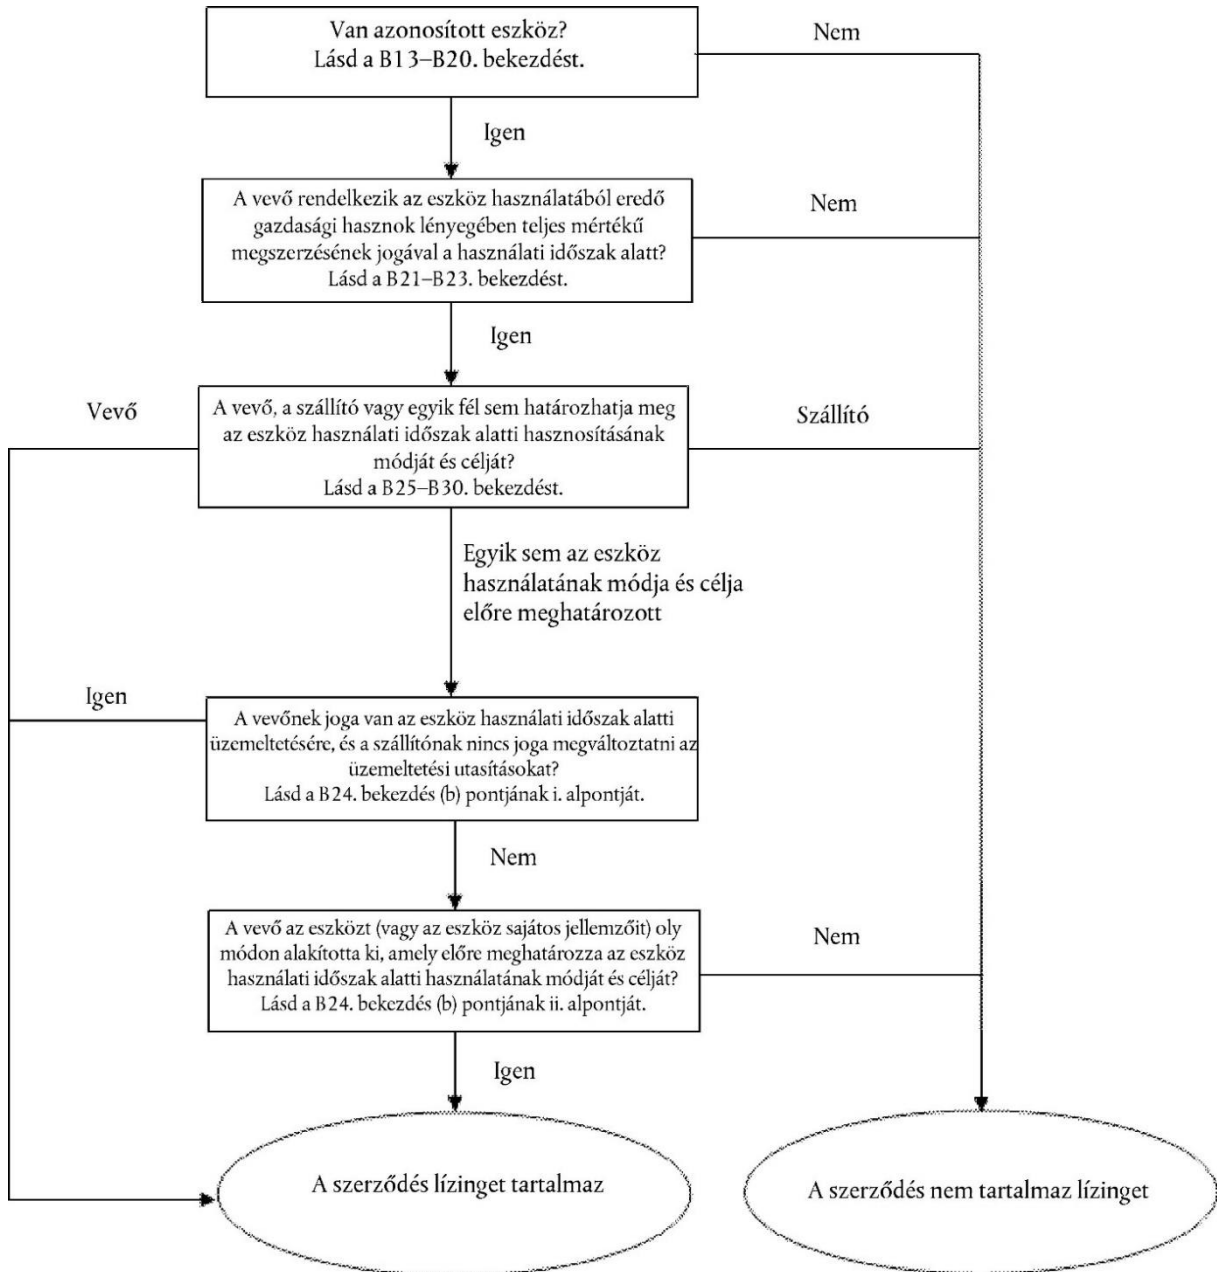 Van azonosított eszköz?
Lásd a B13–B20. bekezdést.
Nem
Igen
A vevő rendelkezik az eszköz használatából eredő
gazdasági hasznok lényegében teljes mértékű
megszerzésének jogával a használati időszak alatt?
Lásd a B21–B23. bekezdést.
Nem
Igen
Vevő
A vevő, a szállító vagy egyik fél sem határozhatja meg
az eszköz használati időszak alatti hasznosításának
módját és célját?
Lásd a B25–B30. bekezdést.
Szállító
Egyik sem az eszköz
használatának módja és célja
előre meghatározott
Igen
A vevőnek joga van az eszköz használati időszak alatti
üzemeltetésére, és a szállítónak nincs joga megváltoztatni az
üzemeltetési utasításokat?
Lásd a B24. bekezdés (b) pontjának i. alpontját.
Nem
A vevő az eszközt (vagy az eszköz sajátos jellemzőit) oly
módon alakította ki, amely előre meghatározza az eszköz
használati időszak alatti használatának módját és célját?
Lásd a B24. bekezdés (b) pontjának ii. alpontját.
Nem
Igen
A szerződés lízinget tartalmaz
A szerződés nem tartalmaz lízinget